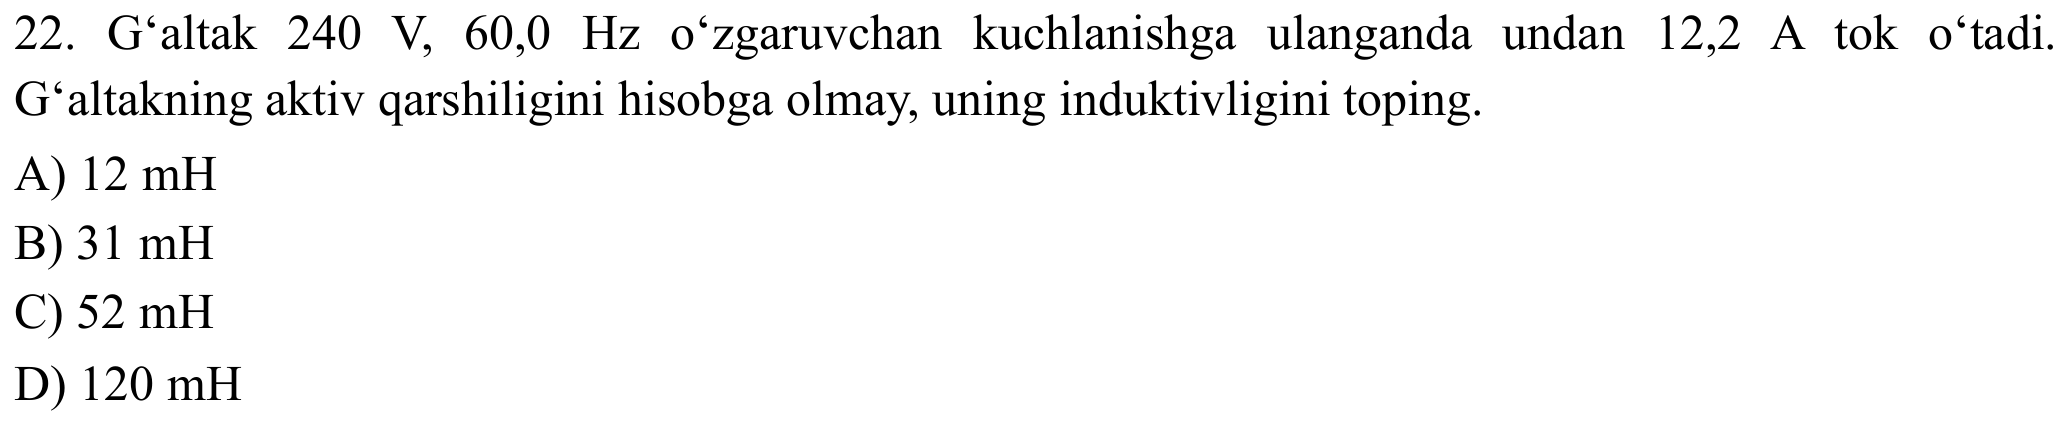 22. G‘altak 240 V, 60,0 Hz o‘zgaruvchan kuchlanishga ulanganda undan 12,2 A tok o‘tadi.
G‘altakning aktiv qarshiligini hisobga olmay, uning induktivligini toping.
A) 12 mH
B) 31 mH
C) 52 mH
D) 120 mH